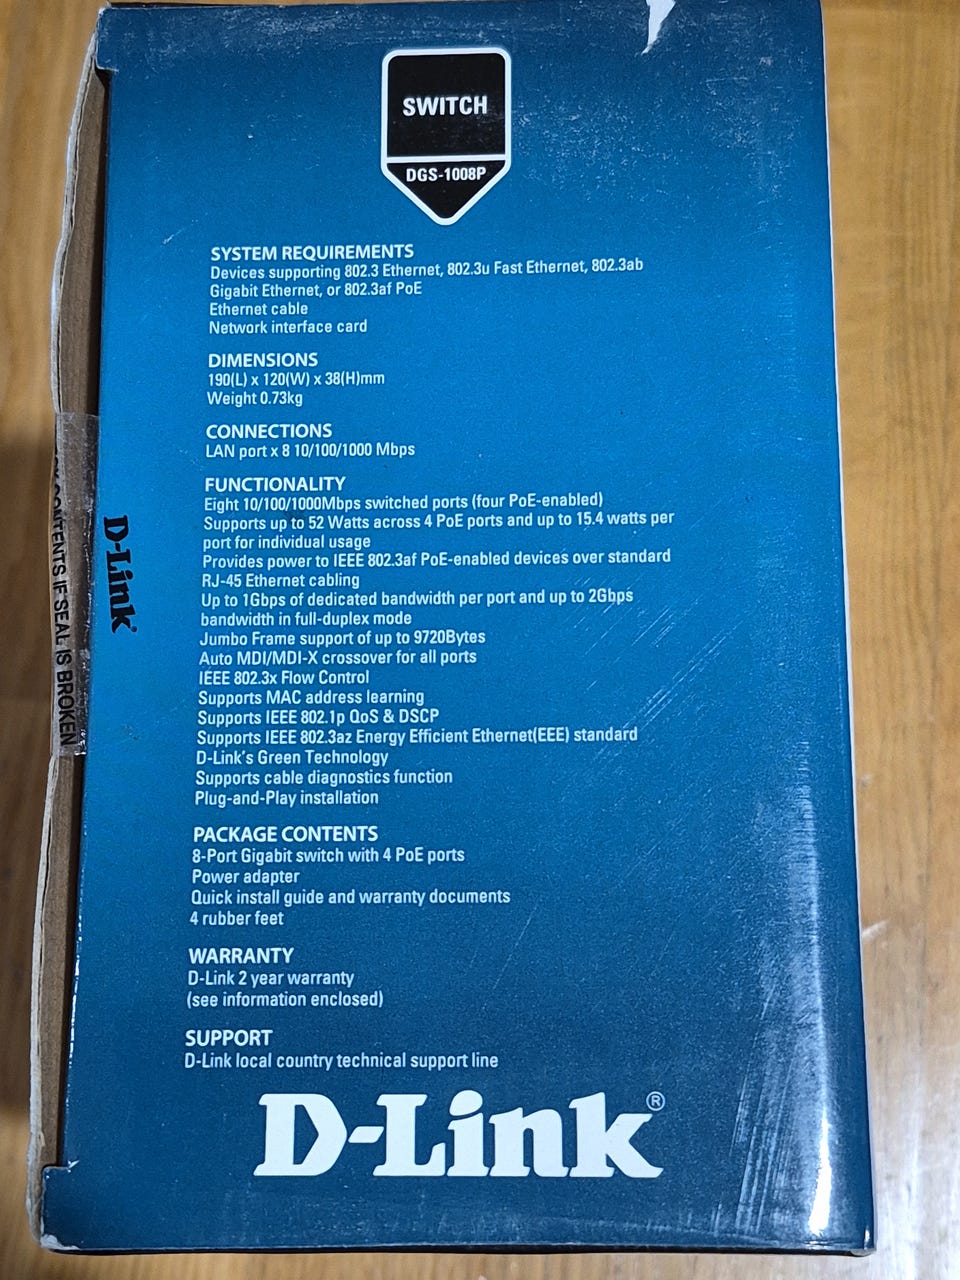 SWITCH
DGS-1008P
SYSTEM REQUIREMENTS
Devices supporting 802.3 Ethernet, 802.3u Fast Ethernet, 802.3ab
Gigabit Ethernet, or 802.3af PoE
Ethernet cable
Network interface card
DIMENSIONS
190(L) x 120(W) x 38(H)mm
Weight 0.73kg
CONNECTIONS
LAN port x 8 10/100/1000 Mbps
FUNCTIONALITY
Eight 10/100/1000Mbps switched ports (four PoE-enabled)
Supports up to 52 Watts across 4 PoE ports and up to 15.4 watts per
port for individual usage
Provides power to IEEE 802.3af PoE-enabled devices over standard
RJ-45 Ethernet cabling
Up to 1Gbps of dedicated bandwidth per port and up to 2Gbps
bandwidth in full-duplex mode
Jumbo Frame support of up to 9720Bytes
Auto MDI/MDI-X crossover for all ports
IEEE 802.3x Flow Control
Supports MAC address learning
Supports IEEE 802.1p QoS & DSCP
Supports IEEE 802.3az Energy Efficient Ethernet(EEE) standard
D-Link's Green Technology
Supports cable diagnostics function
Plug-and-Play installation
PACKAGE CONTENTS
8-Port Gigabit switch with 4 PoE ports
Power adapter
Quick install guide and warranty documents
4 rubber feet
WARRANTY
D-Link 2 year warranty
(see information enclosed)
SUPPORT
D-Link local country technical support line
D-Link®
D-Link
CONTENTS IF SEAL IS BROKEN